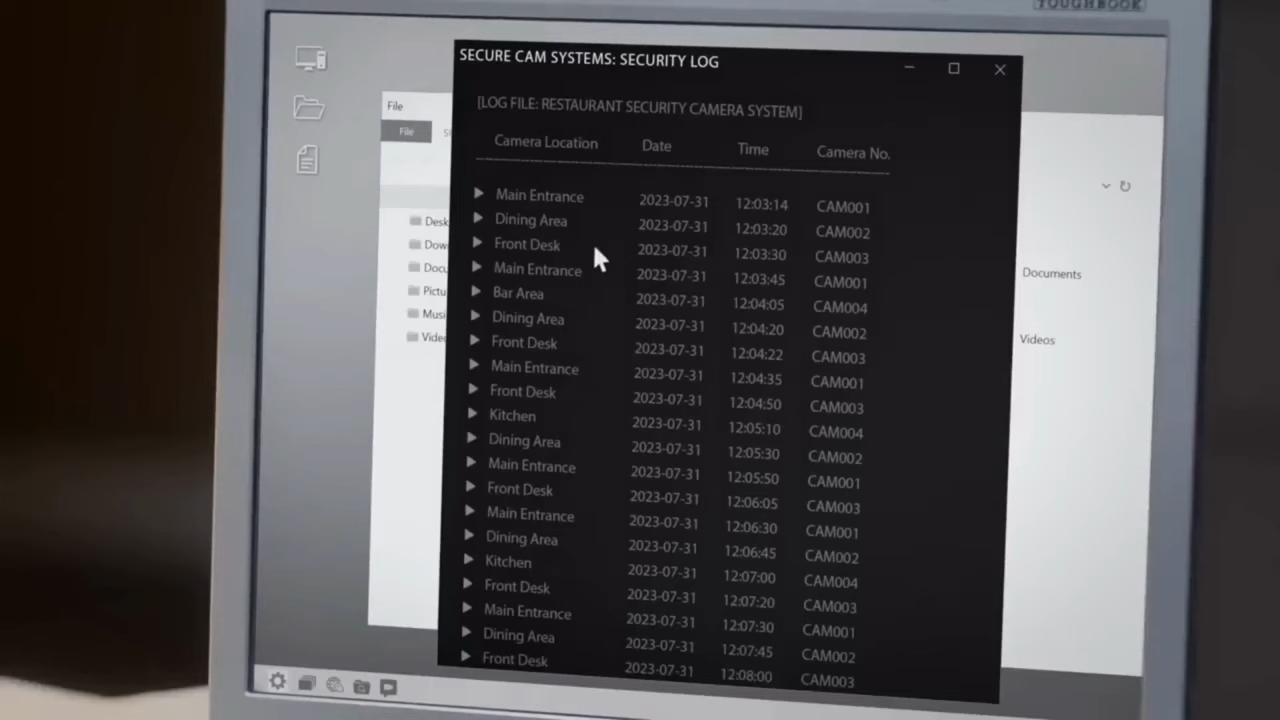 TOUGHBOOK
SECURE CAM SYSTEMS: SECURITY LOG
[LOG FILE: RESTAURANT SECURITY CAMERA SYSTEM]
File
File
Camera Location Date Time Camera No.
Main Entrance 2023-07-31 12:03:14 CAM001
Dining Area 2023-07-31 12:03:20 CAM002
Front Desk 2023-07-31 12:03:30 CAM003
Main Entrance 2023-07-31 12:03:45 CAM001
Bar Area 2023-07-31 12:04:05 CAM004
Dining Area 2023-07-31 12:04:20 CAM002
Front Desk 2023-07-31 12:04:22 CAM003
Main Entrance 2023-07-31 12:04:35 CAM001
Front Desk 2023-07-31 12:04:50 CAM003
Kitchen 2023-07-31 12:05:10 CAM004
Dining Area 2023-07-31 12:05:30 CAM002
Main Entrance 2023-07-31 12:05:50 CAM001
Front Desk 2023-07-31 12:06:05 CAM003
Main Entrance 2023-07-31 12:06:30 CAM001
Dining Area 2023-07-31 12:06:45 CAM002
Kitchen 2023-07-31 12:07:00 CAM004
Front Desk 2023-07-31 12:07:20 CAM003
Main Entrance 2023-07-31 12:07:30 CAM001
Dining Area 2023-07-31 12:07:45 CAM002
Front Desk 2023-07-31 12:08:00 CAM003
Desk
Dow
Docu
Pictu
Musi
Vide
Documents
Videos